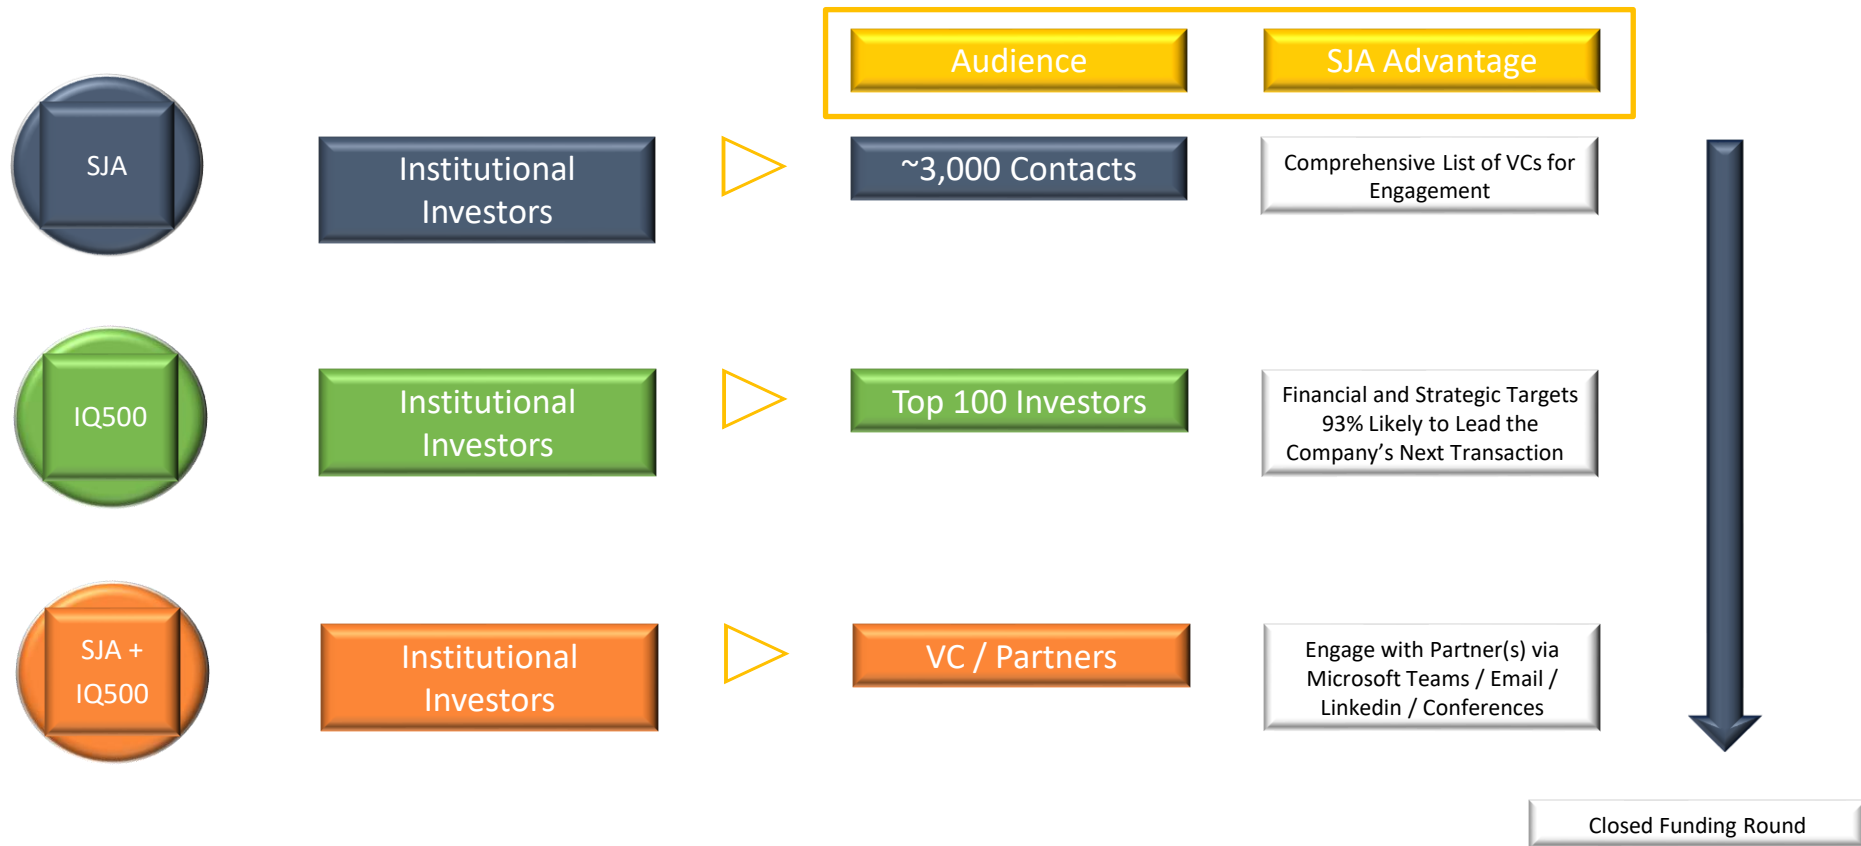 Audience
SJA Advantage
SJA
Institutional
Investors
~3,000 Contacts
Comprehensive List of VCs for
Engagement
IQ500
Institutional
Investors
Top 100 Investors
Financial and Strategic Targets
93% Likely to Lead the
Company’s Next Transaction
SJA +
IQ500
Institutional
Investors
VC / Partners
Engage with Partner(s) via
Microsoft Teams / Email /
Linkedin / Conferences
Closed Funding Round